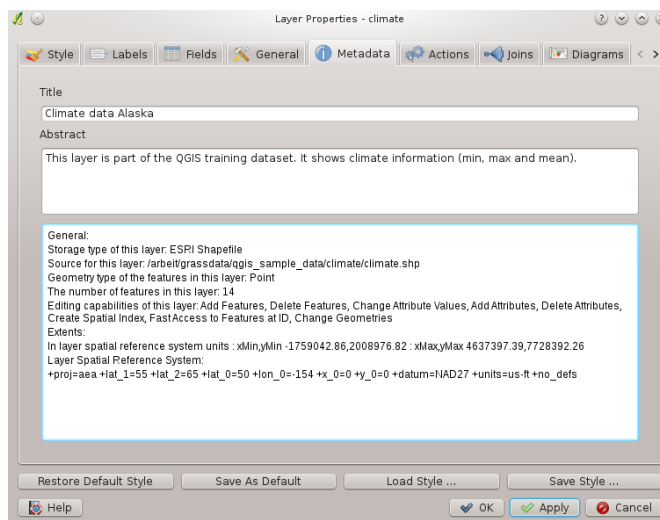 Layer Properties - climate
Style Labels Fields General Metadata Actions Joins Diagrams
Title
Climate data Alaska
Abstract
This layer is part of the QGIS training dataset. It shows climate information (min, max and mean).
General:
Storage type of this layer: ESRI Shapefile
Source for this layer: /arbeit/grassdata/qgis_sample_data/climate/climate.shp
Geometry type of the features in this layer: Point
The number of features in this layer: 14
Editing capabilities of this layer: Add Features, Delete Features, Change Attribute Values, Add Attributes, Delete Attributes,
Create Spatial Index, Fast Access to Features at ID, Change Geometries
Extents:
In layer spatial reference system units : xMin,yMin -1759042.86,2008976.82 : xMax,yMax 4637397.39,7728392.26
Layer Spatial Reference System:
+proj=aea +lat_1=55 +lat_2=65 +lat_0=50 +lon_0=-154 +x_0=0 +y_0=0 +datum=NAD27 +units=us-ft +no_defs
Restore Default Style Save As Default Load Style ... Save Style ...
Help OK Apply Cancel